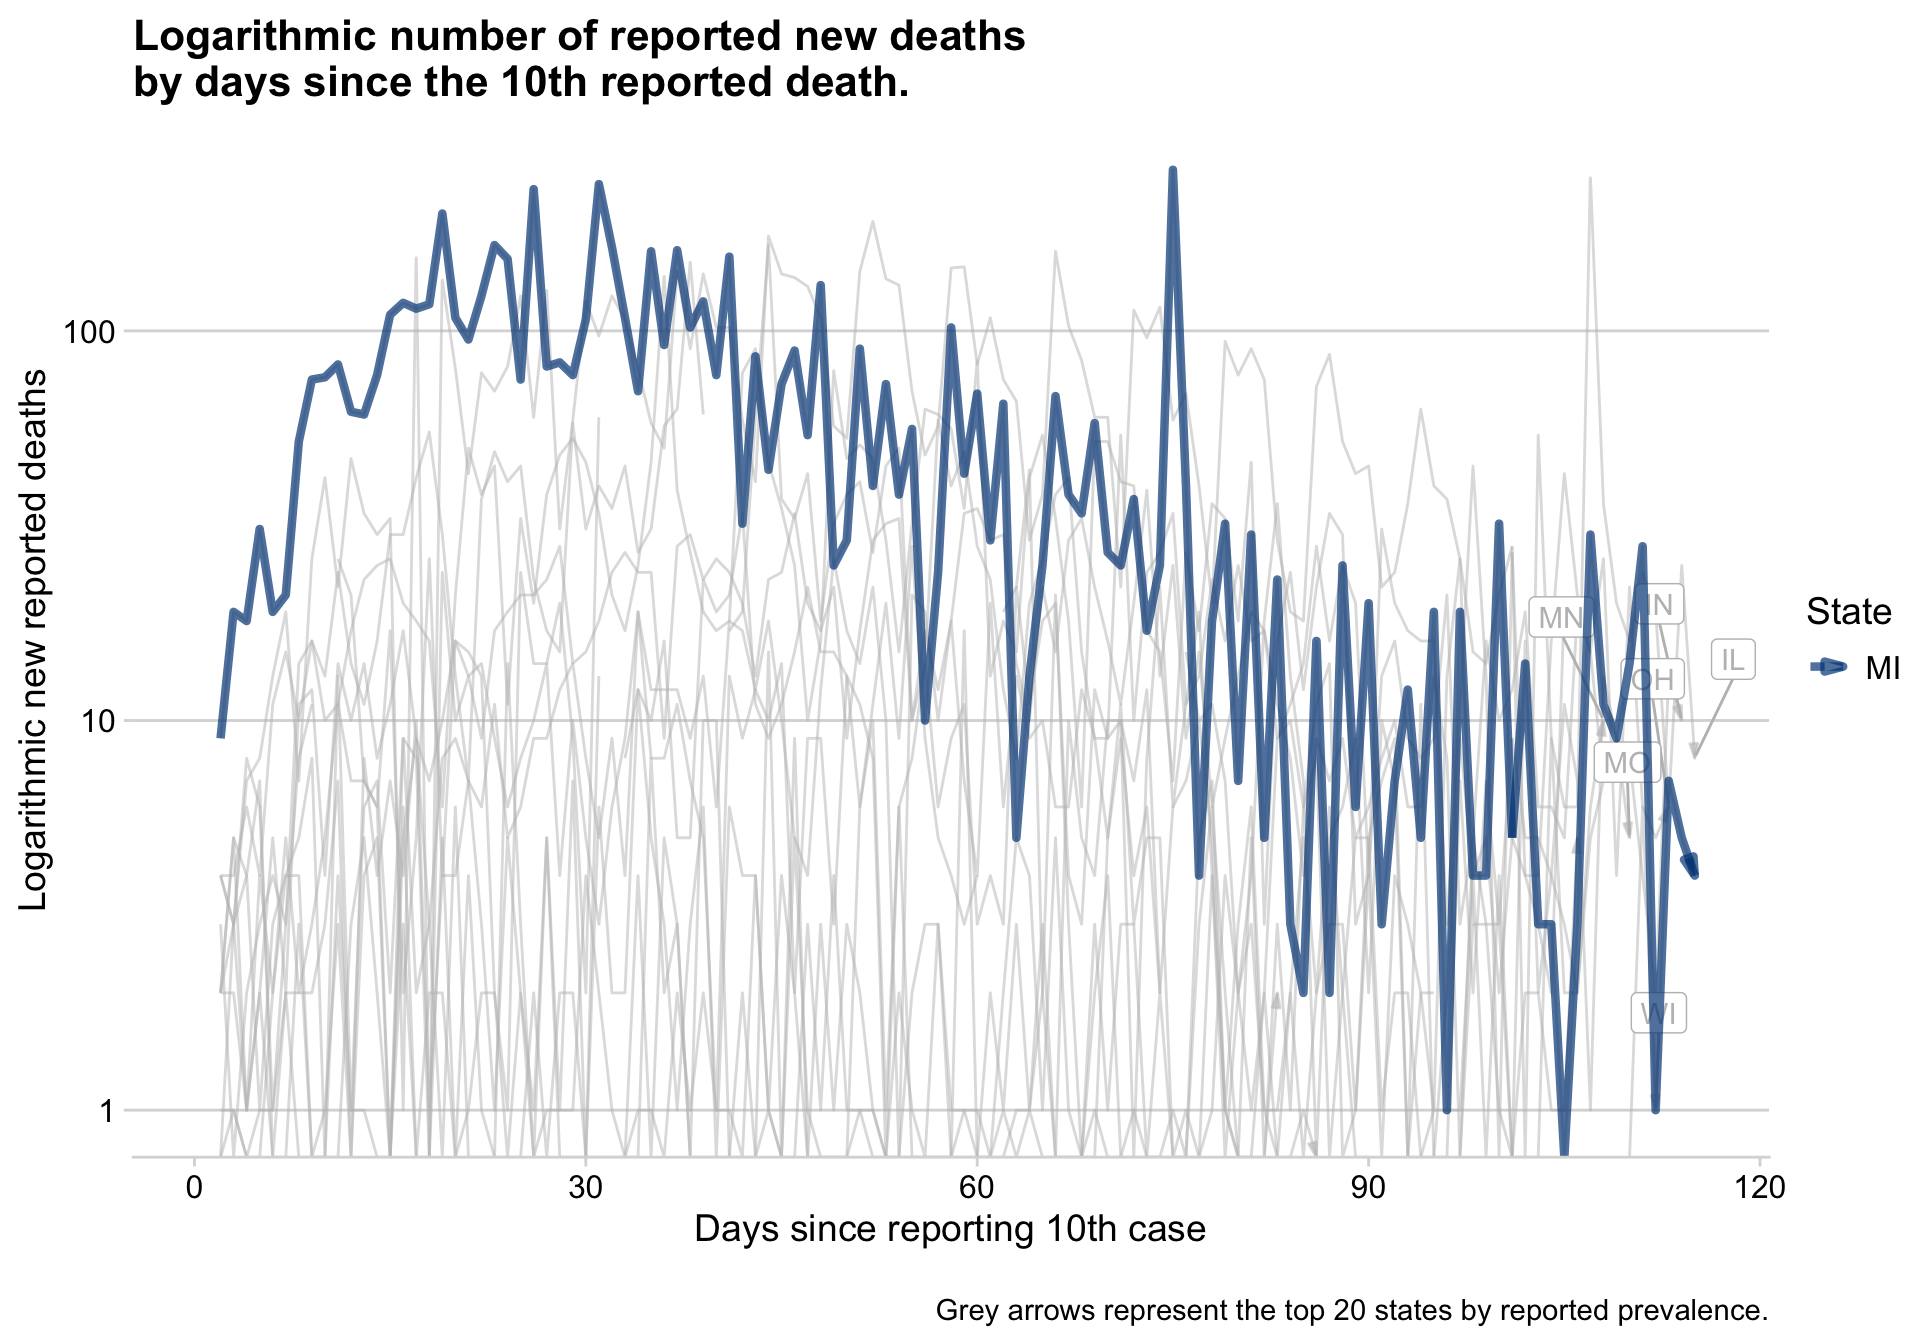 Logarithmic number of reported new deaths
by days since the 10th reported death.
Logarithmic new reported deaths
100
10
1
MN
IN
IL
OH
MO
WI
State
MI
0
30
60
90
120
Days since reporting 10th case
Grey arrows represent the top 20 states by reported prevalence.